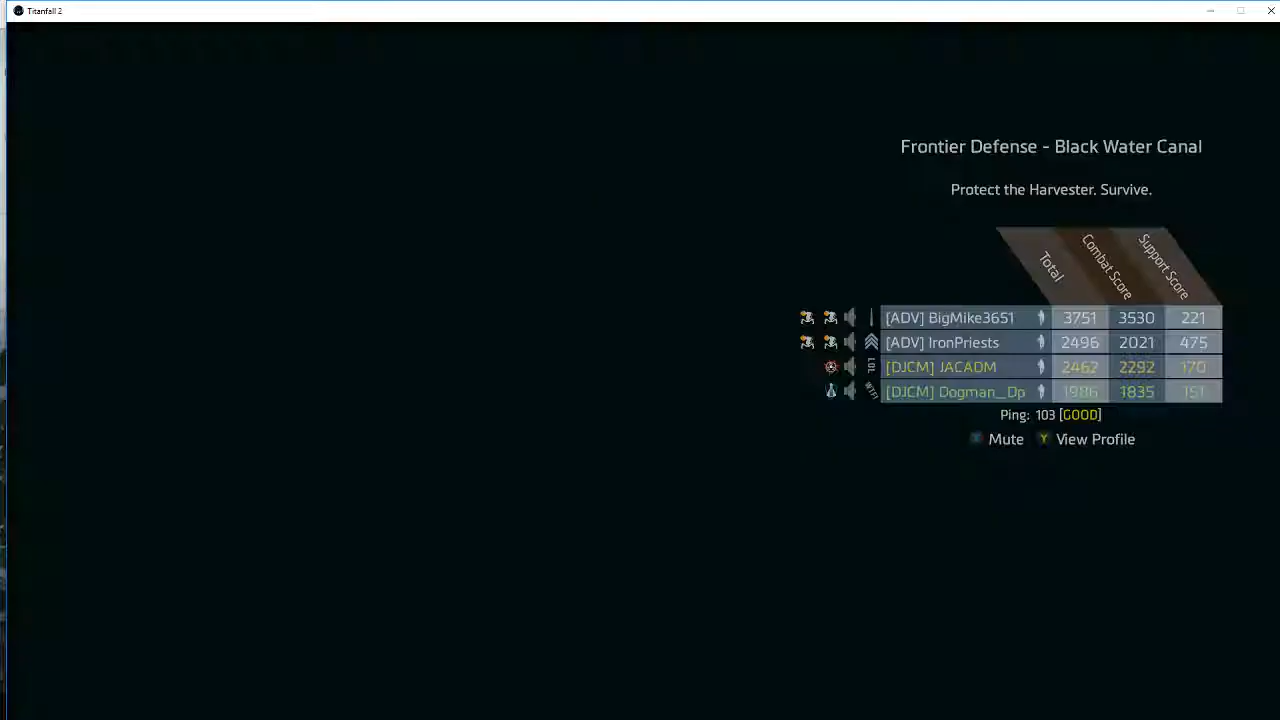 Titanfall 2
Frontier Defense - Black Water Canal
Protect the Harvester. Survive.
Total Combat Score Support Score
[ADV] BigMike3651 3751 3530 221
[ADV] IronPriests 2496 2021 475
LOL [DJCM] JACADM 2462 2292 170
WTF! [DJCM] Dogman_Dp 1986 1835 151
Ping: 103 [GOOD]
X Mute Y View Profile